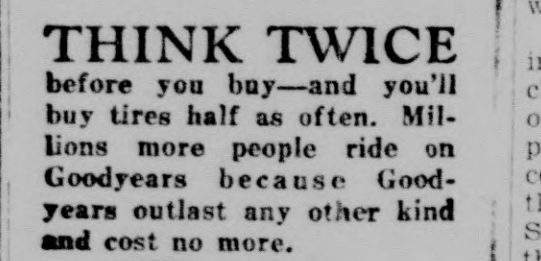 THINK TWICE
before you buy—and you'll
buy tires half as often. Mil-
lions more people ride on
Goodyears because Good-
years outlast any other kind
and cost no more.